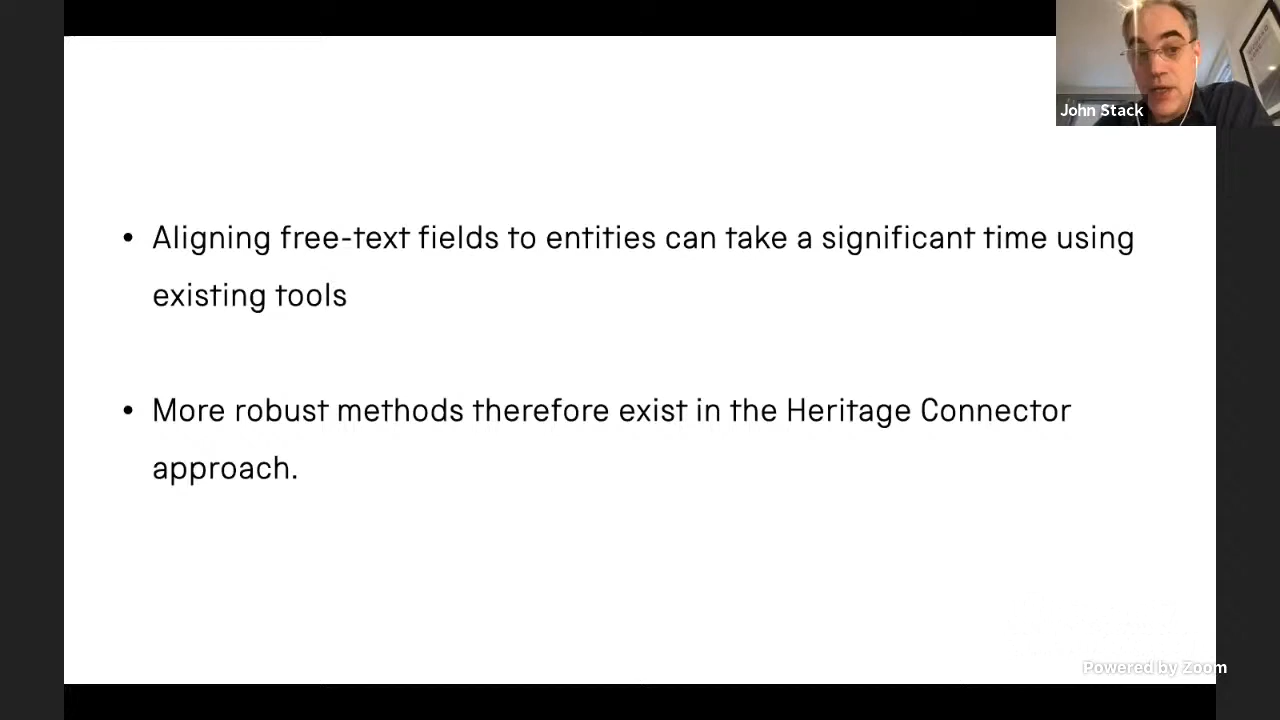 John Stack
• Aligning free-text fields to entities can take a significant time using
existing tools
• More robust methods therefore exist in the Heritage Connector
approach.
Powered by Zoom